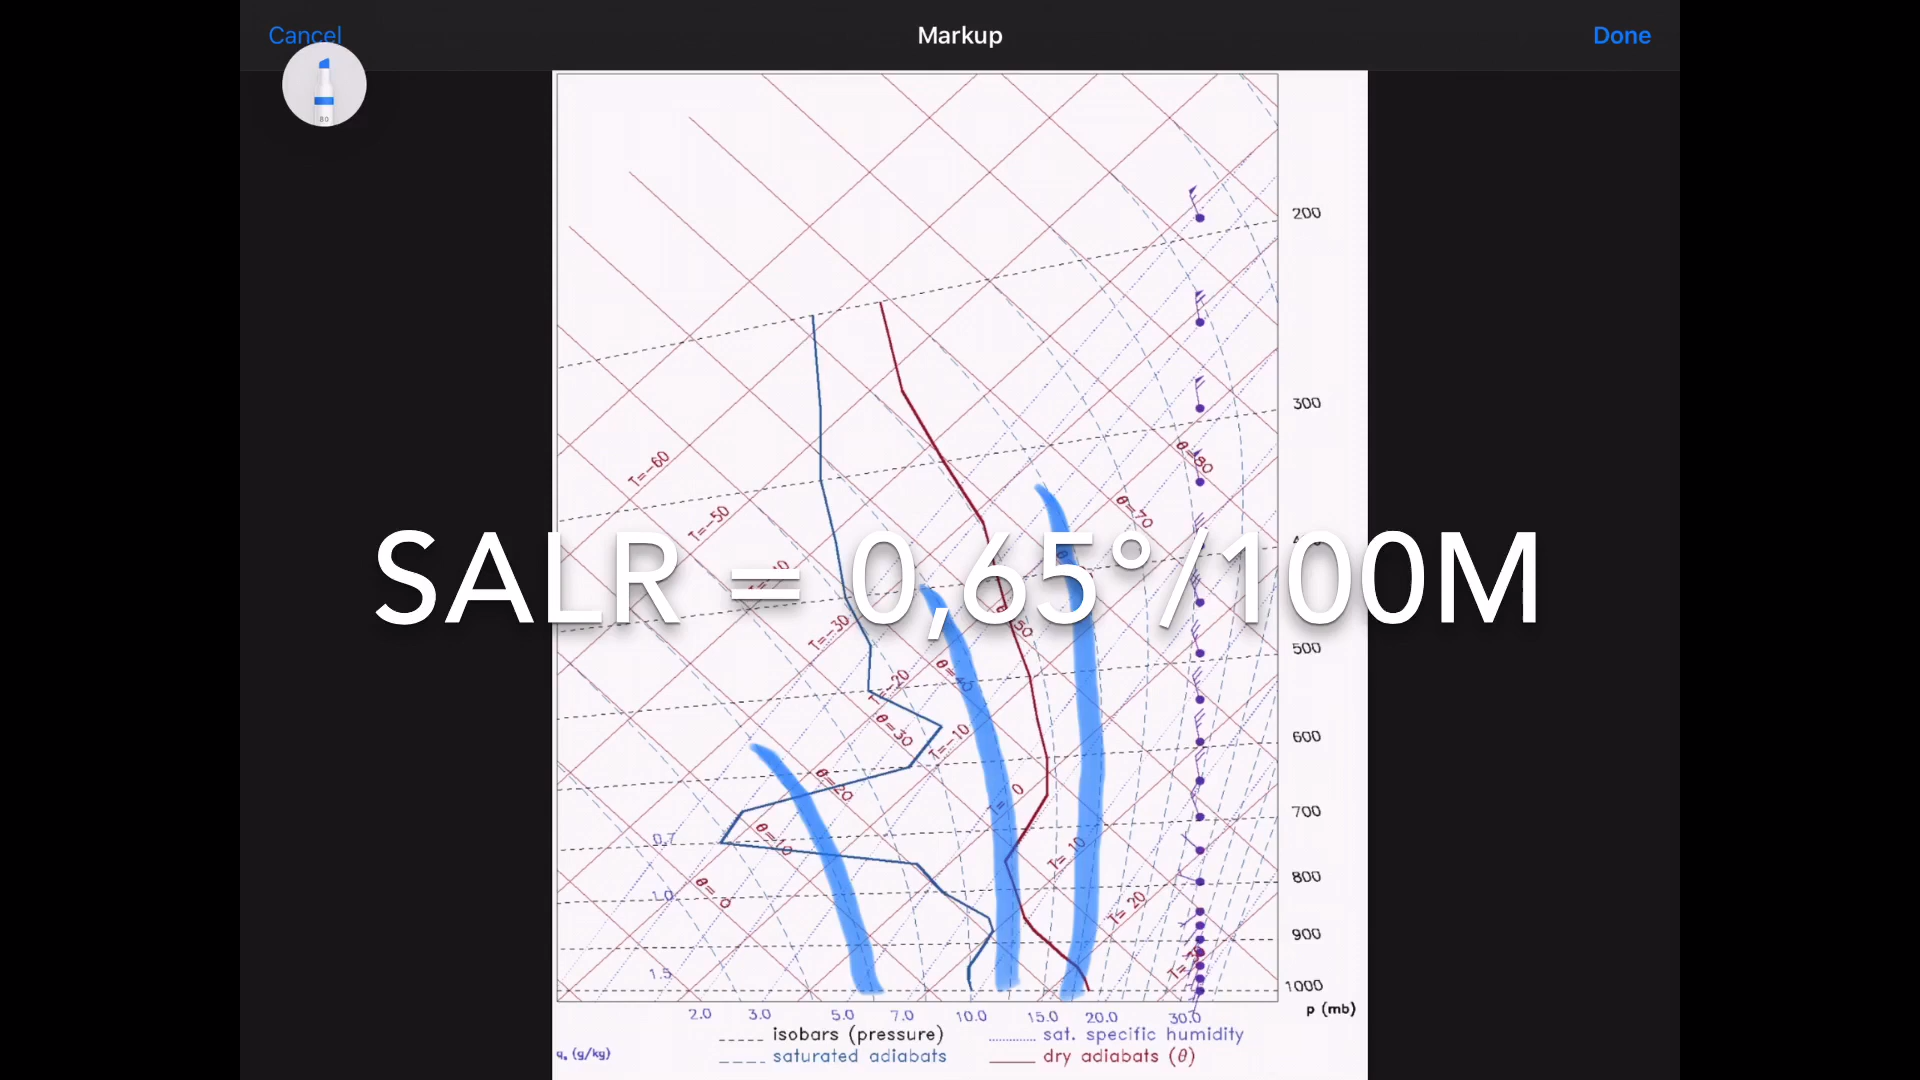 Cancel
Markup
Done
80
200
300
θ=80
T=-60
θ=70
T=-50
SALR = 0,65°/100M
T=-30
500
θ=40
T=-20
θ=30
T=-10
600
θ=20
700
0.7
θ=10
T= 10
800
1.0
θ= 0
T= 20
900
1.5
1000
p (mb)
2.0 3.0 5.0 7.0 10.0 15.0 20.0 30.0
isobars (pressure)
sat. specific humidity
qs (g/kg)
saturated adiabats
dry adiabats (θ)